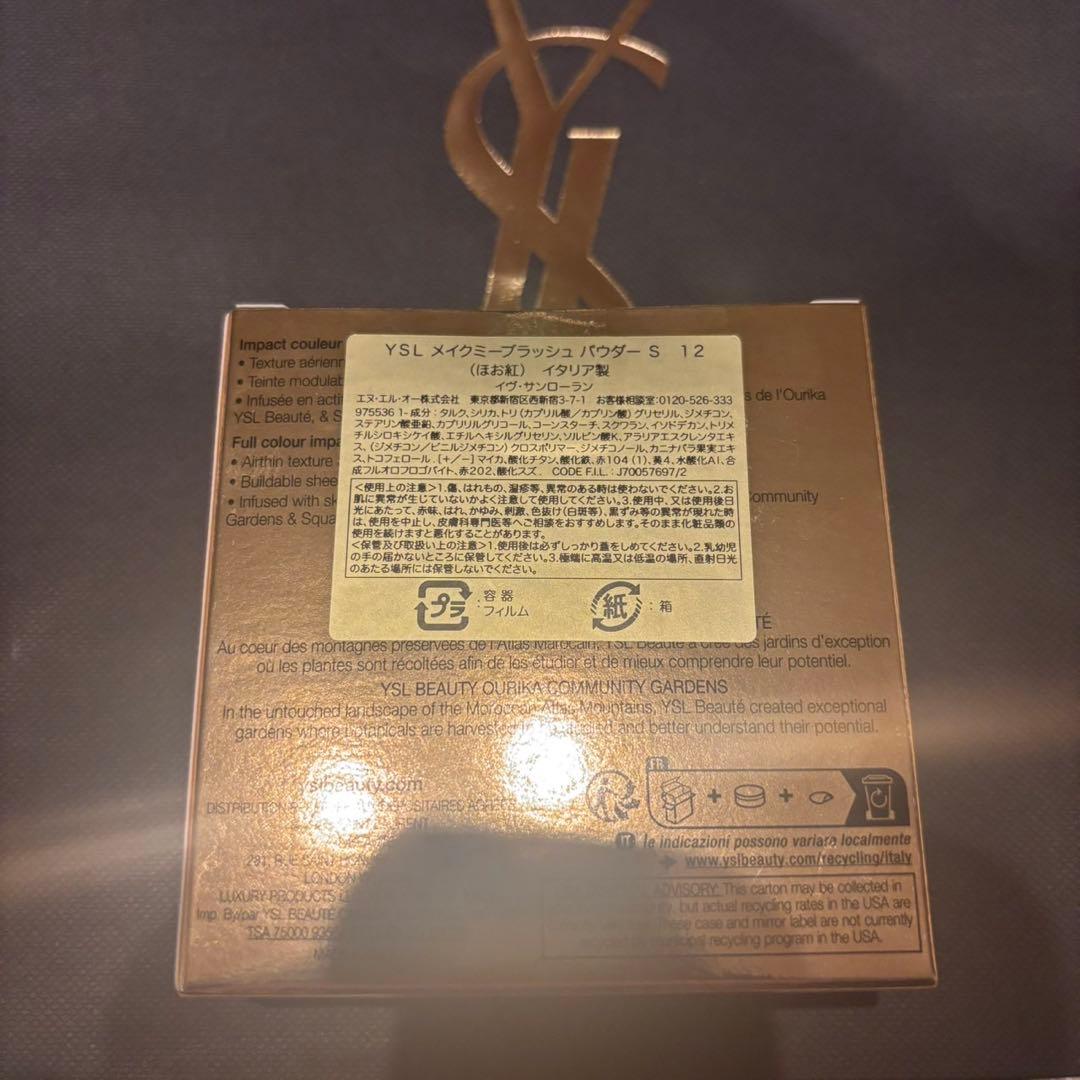 YSL
Impact couleur
• Texture aérienn
• Teinte modulab
• Infusée en acti
s de l'Ourika
YSL Beauté, & S
Full colour impa
• Airthin texture
• Buildable shee
• Infused with sk
Community
Gardens & Squa
YSL メイクミーブラッシュ パウダー S 12
(ほお紅) イタリア製
イヴ・サンローラン
エヌ・エル・オー株式会社 東京都新宿区西新宿3-7-1 お客様相談室:0120-526-333
975536 1- 成分: タルク、シリカ、トリ(カプリル酸/カプリン酸)グリセリル、ジメチコン、
ステアリン酸亜鉛、カプリリルグリコール、コーンスターチ、スクワラン、イソドデカン、トリメ
チルシロキシケイ酸、エチルヘキシルグリセリン、ソルビン酸K、アラリアエスクレンタエキ
ス、(ジメチコン/ビニルジメチコン)クロスポリマー、ジメチコノール、カニナバラ果実エキ
ス、トコフェロール、[+/-]マイカ、酸化チタン、酸化鉄、赤104(1)、黄4、水酸化Al、合
成フルオロフロゴパイト、赤202、酸化スズ、 CODE F.I.L.: J70057697/2
<使用上の注意>1.傷、はれもの、湿疹等、異常のある時は使わないでください。2.お
肌に異常が生じていないかよく注意して使用してください。3.使用中、又は使用後日
光にあたって、赤味、はれ、かゆみ、刺激、色抜け(白斑等)、黒ずみ等の異常が現れた時
は、使用を中止し、皮膚科専門医等へご相談をおすすめします。そのまま化粧品類の
使用を続けますと悪化することがあります。
<保管及び取扱い上の注意>1.使用後は必ずしっかり蓋をしめてください。2.乳幼児
の手の届かないところに保管してください。3.極端に高温又は低温の場所、直射日光
のあたる場所には保管しないでください。
プラ : 容器 フィルム 紙 : 箱
TÉ
Au coeur des montagnes préservées de l'Atlas Marocain, YSL Beauté a créé des jardins d'exception
où les plantes sont récoltées afin de les étudier et de mieux comprendre leur potentiel.
YSL BEAUTY OURIKA COMMUNITY GARDENS
In the untouched landscape of the Moroccan Atlas Mountains, YSL Beauté created exceptional
gardens where botanicals are harvested and better understand their potential.
yslbeauty.com
FR
IT le indicazioni possono variare localmente
www.yslbeauty.com/recycling/italy
LONDON
LUXURY PRODUCTS
Imp. By/par YSL BEAUTE
TSA 75000
ADVISORY: This carton may be collected in
but actual recycling rates in the USA are
case and mirror label are not currently
recycling program in the USA.